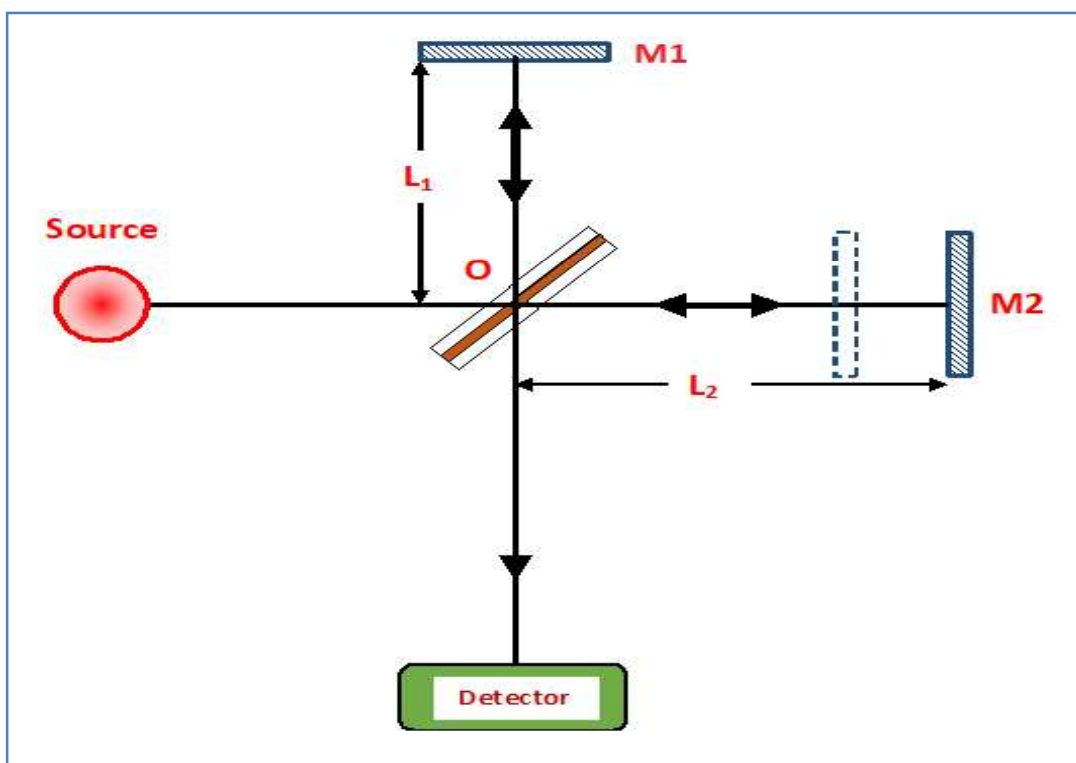 M1
L₁
Source
O
M2
L₂
Detector